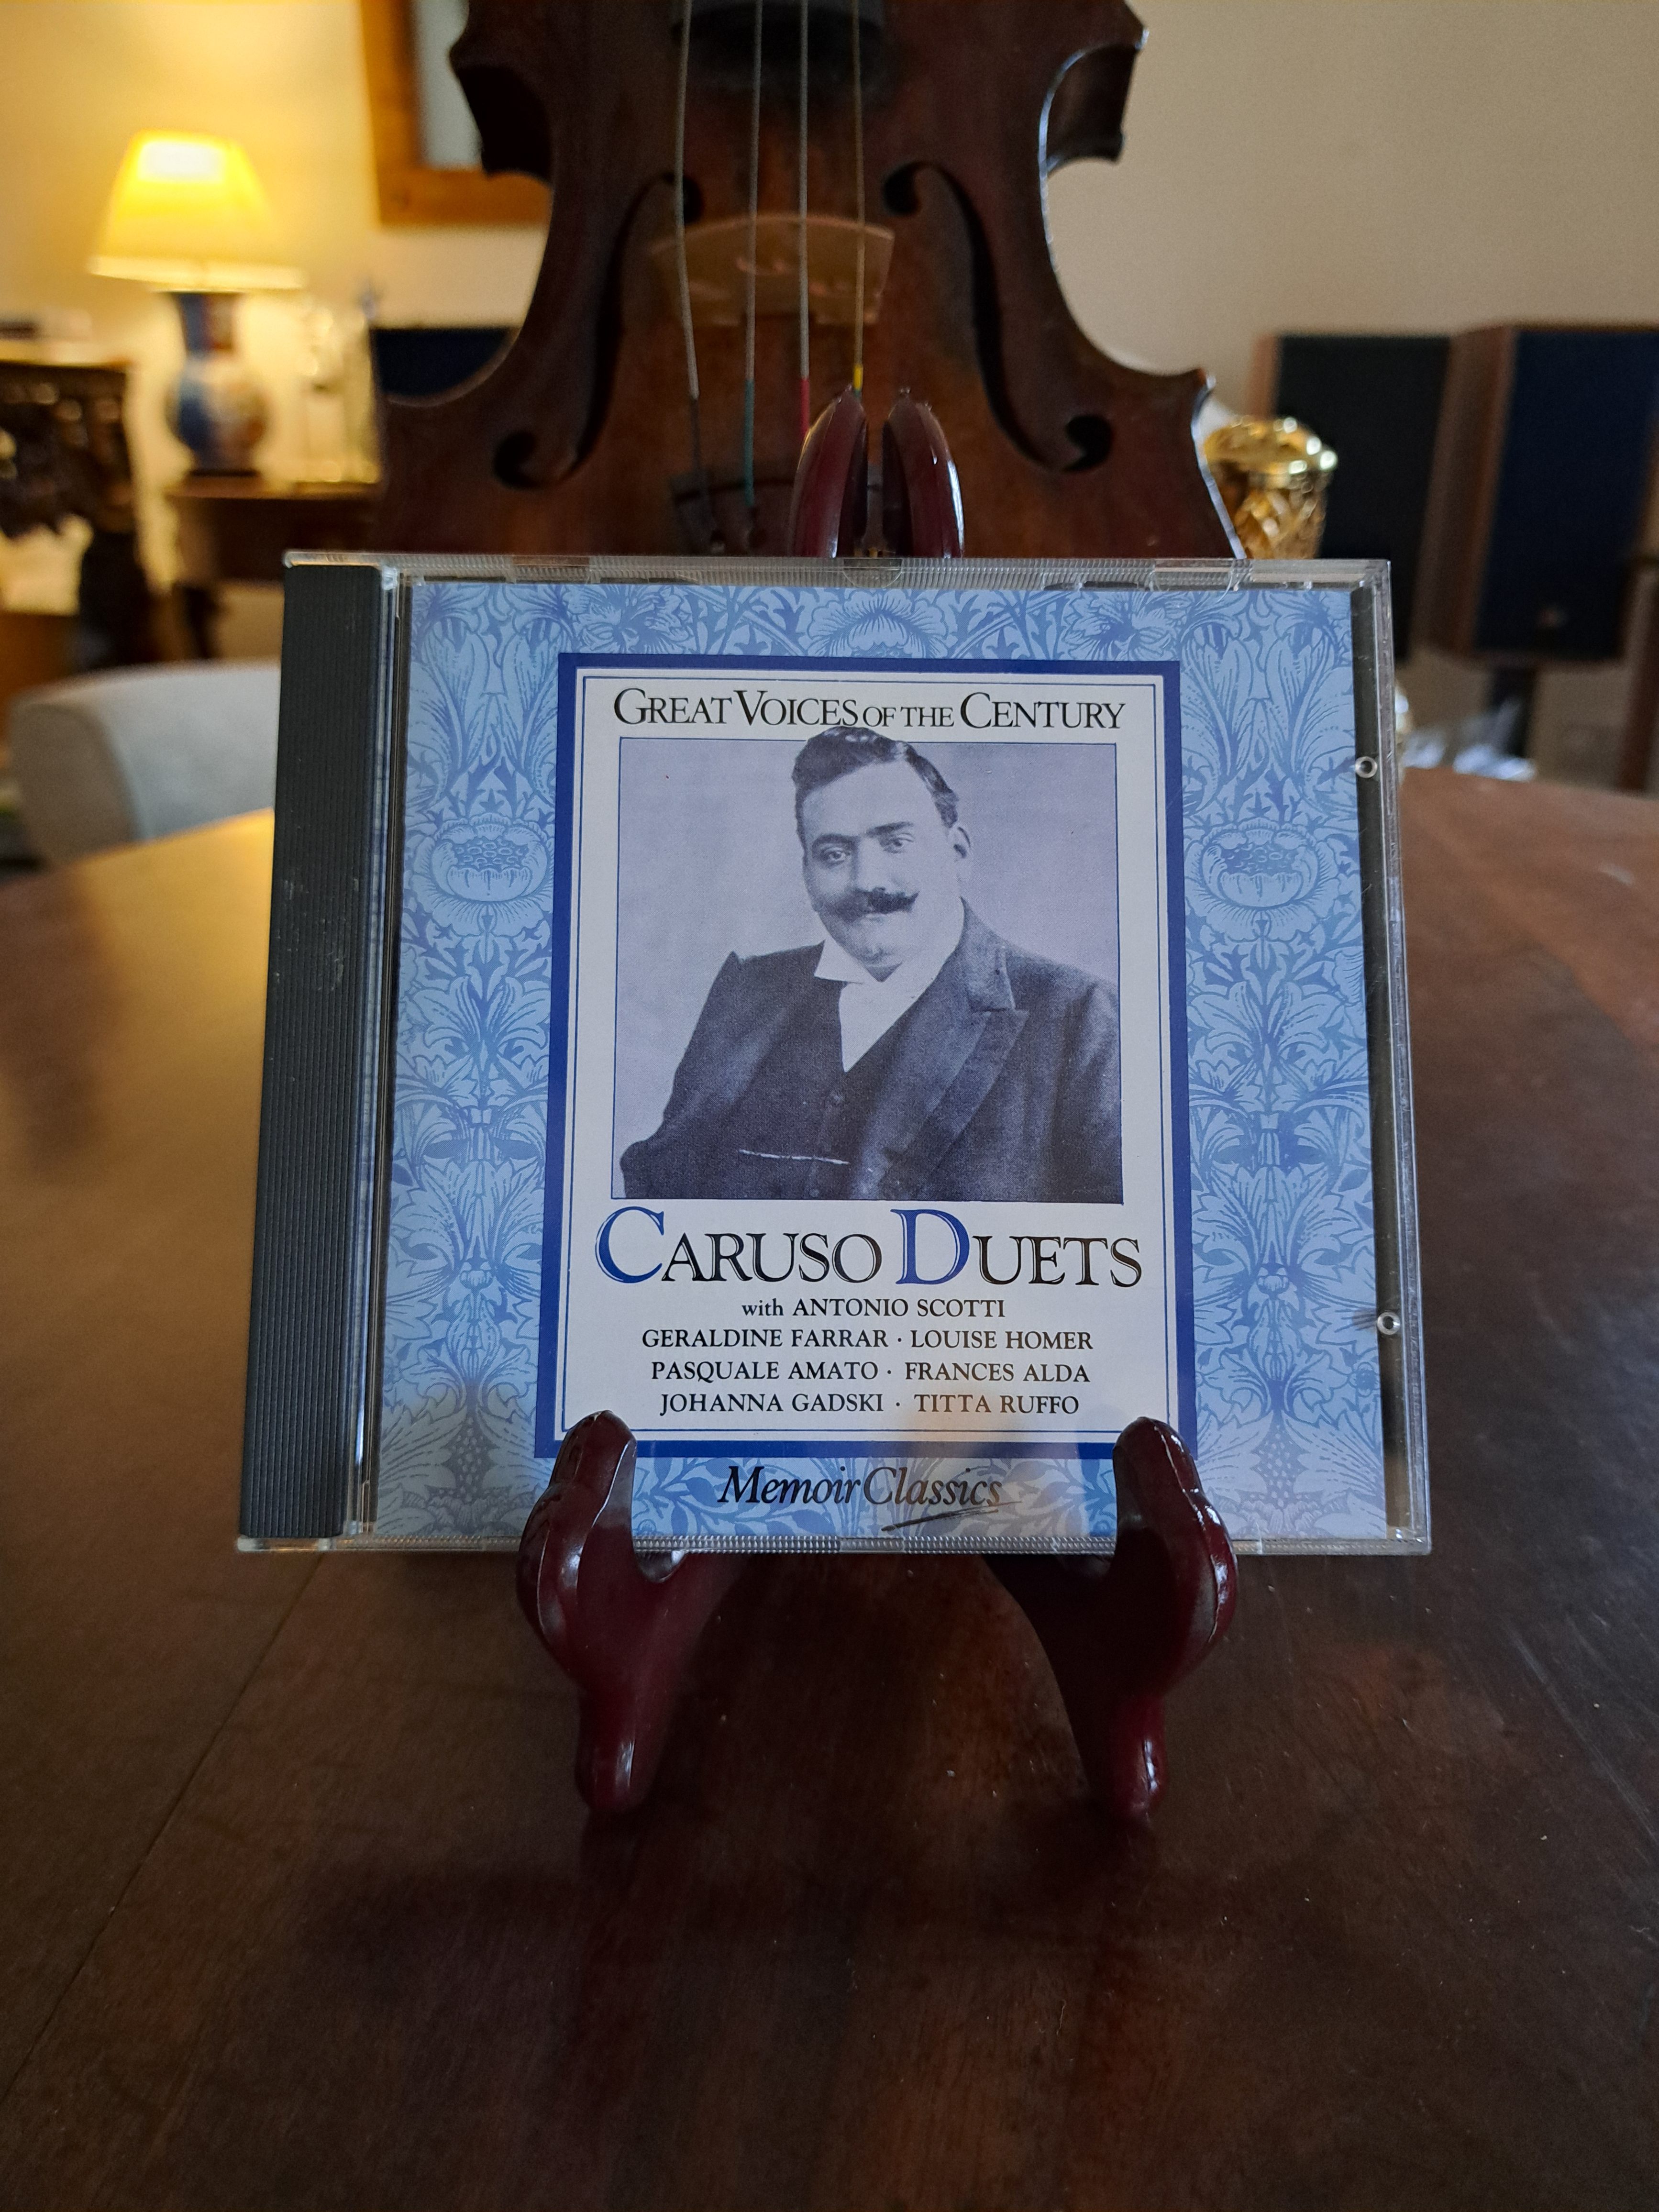 GREAT VOICES OF THE CENTURY
CARUSO DUETS
with ANTONIO SCOTTI
GERALDINE FARRAR · LOUISE HOMER
PASQUALE AMATO · FRANCES ALDA
JOHANNA GADSKI · TITTA RUFFO
Memoir Classics